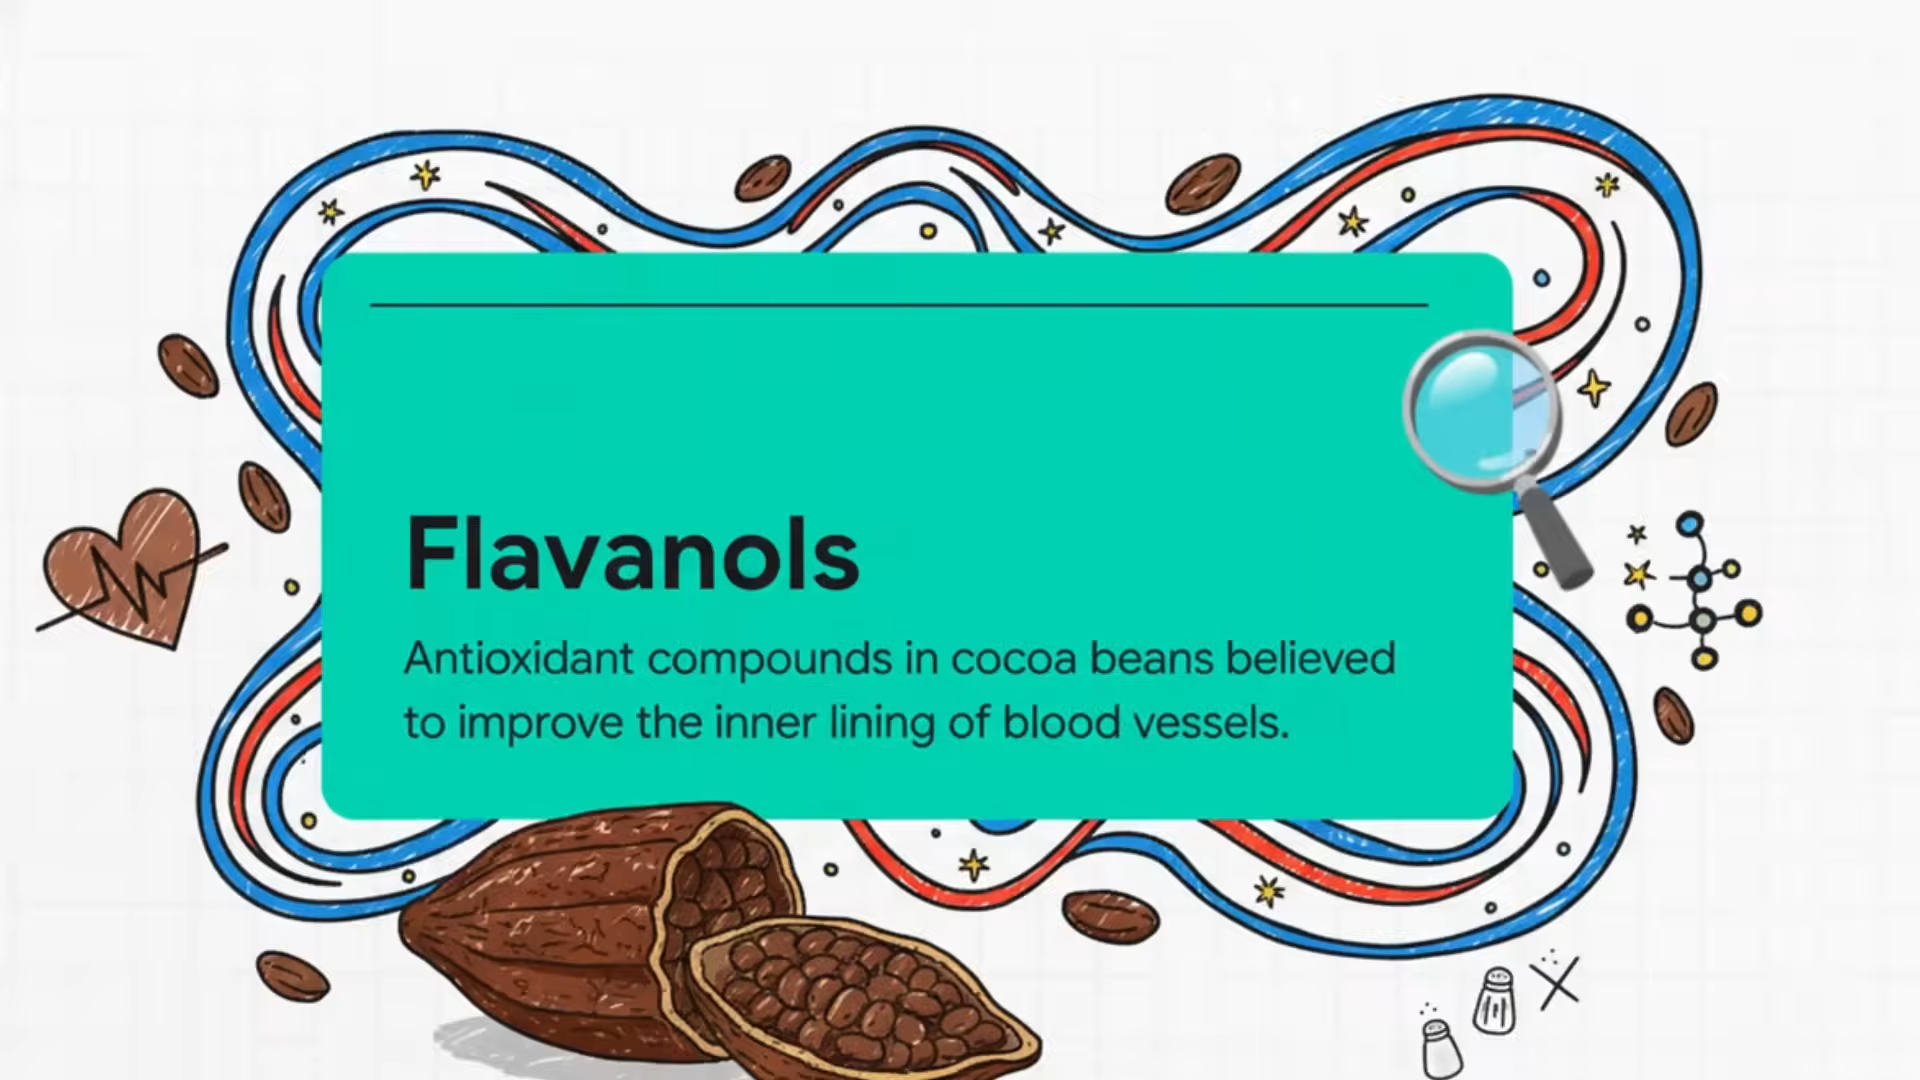 Flavanols
Antioxidant compounds in cocoa beans believed
to improve the inner lining of blood vessels.